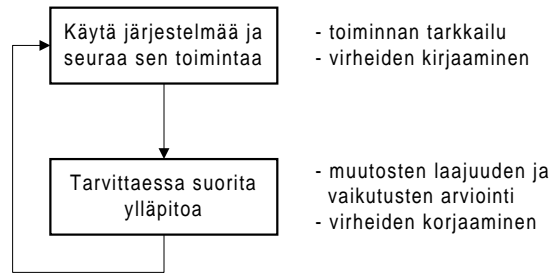 Käytä järjestelmää ja
seuraa sen toimintaa
- toiminnan tarkkailu
- virheiden kirjaaminen
Tarvittaessa suorita
ylläpitoa
- muutosten laajuuden ja
vaikutusten arviointi
- virheiden korjaaminen